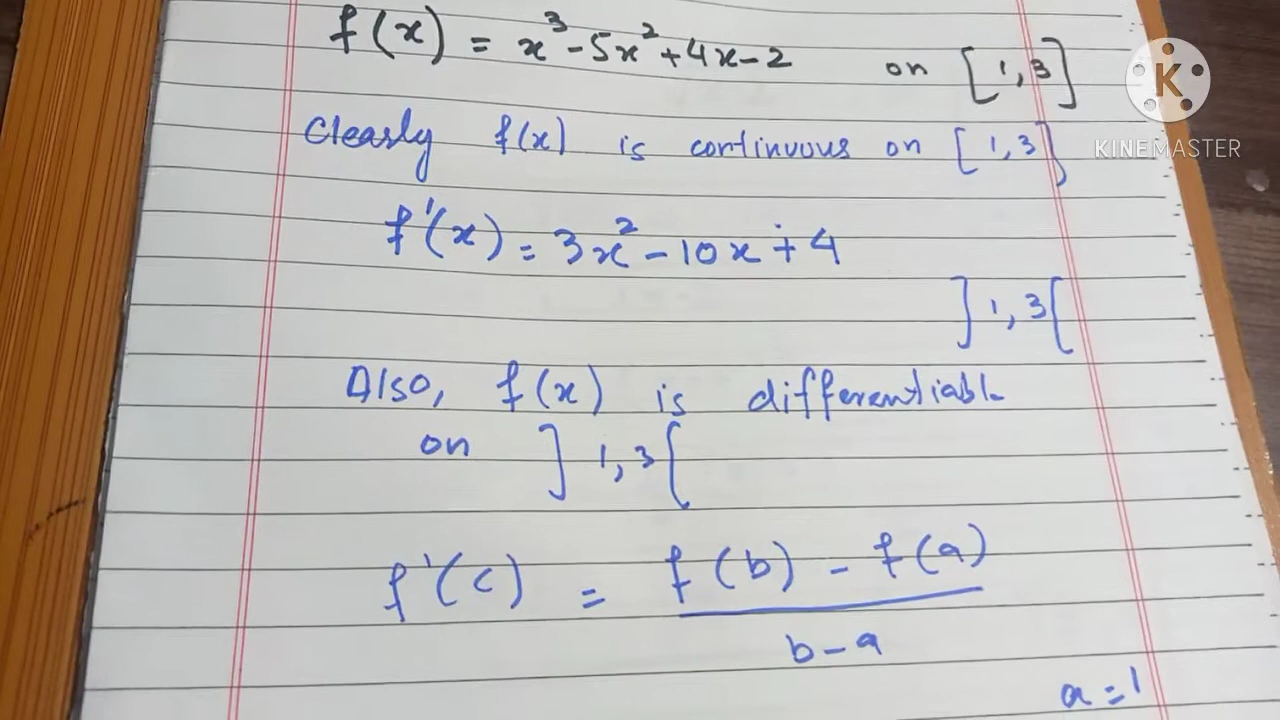 f(x) = x³-5x²+4x-2 on [1,3]
K
KINEMASTER
Clearly f(x) is continuous on [1,3]
f'(x) = 3x²-10x+4
]1,3[
Also, f(x) is differentiable
on ]1,3[
f'(c) = f(b) - f(a)
b-a
a=1